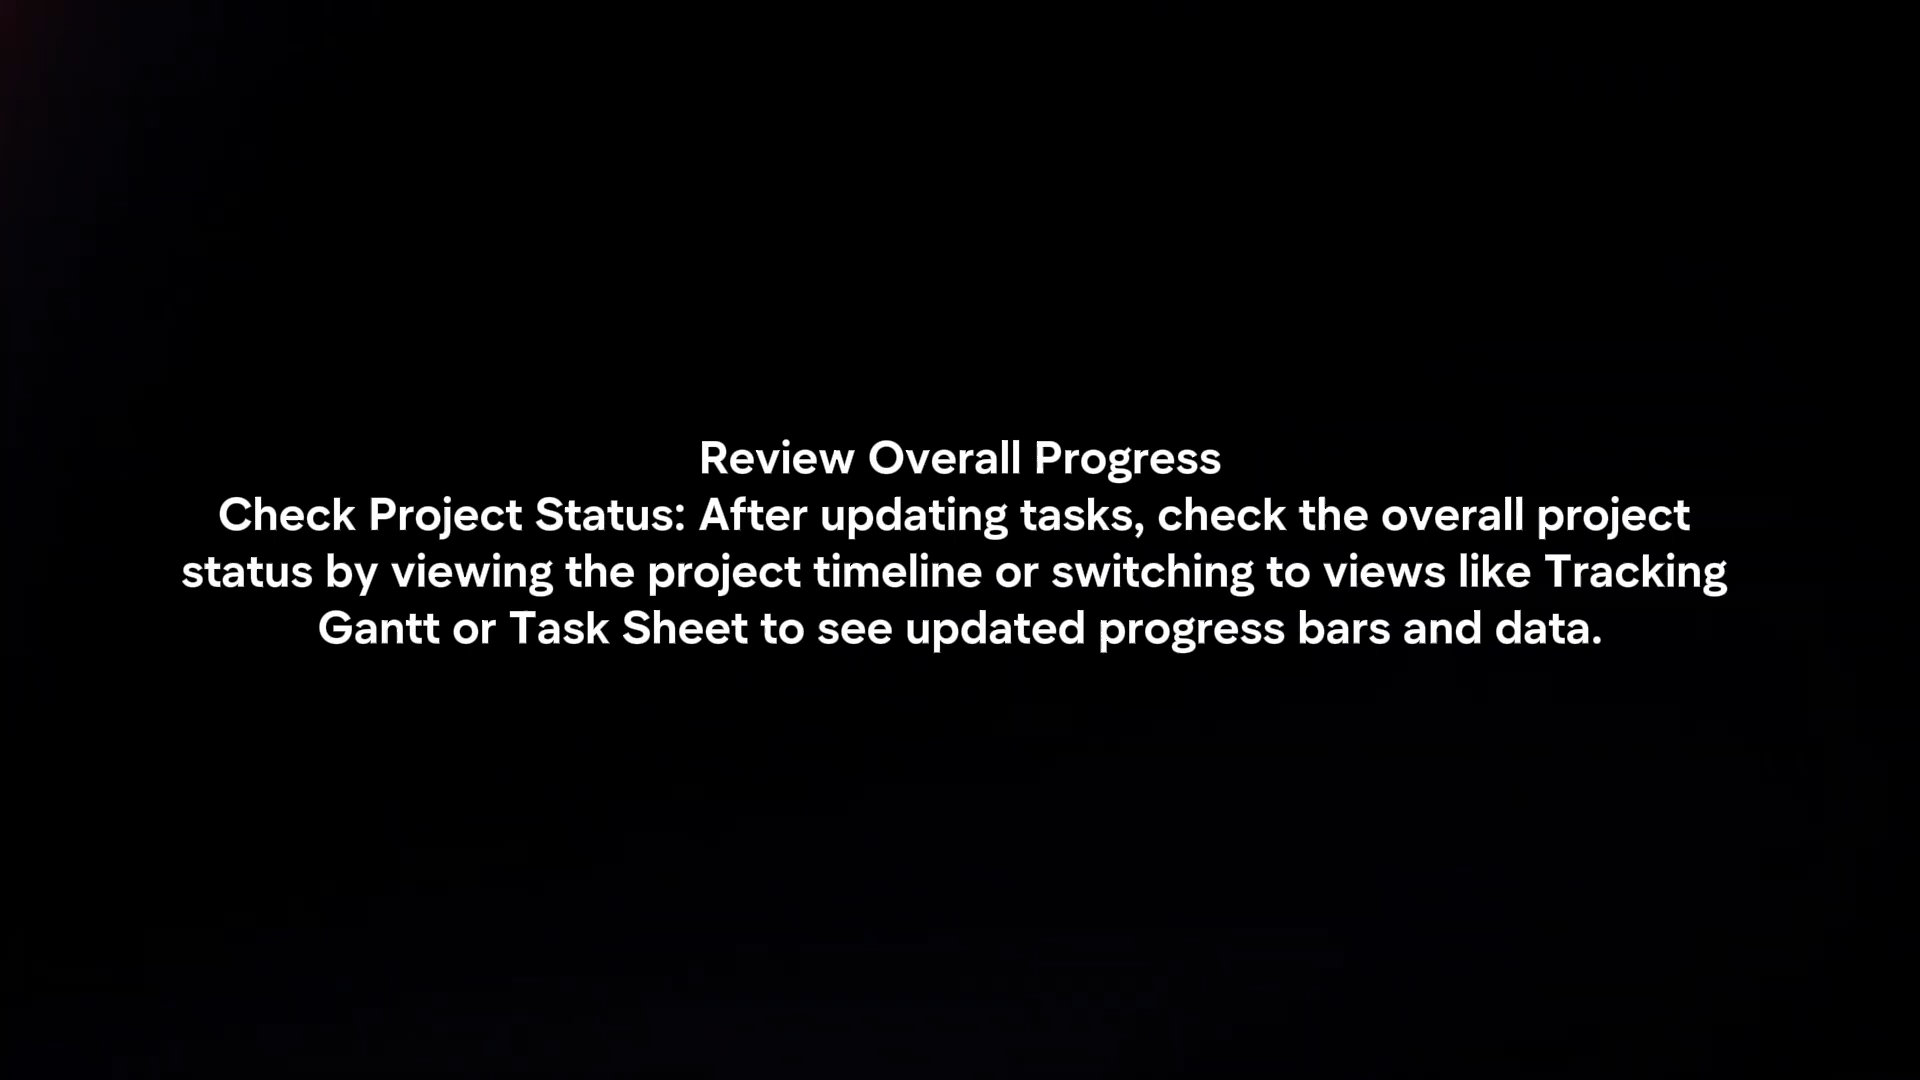 Review Overall Progress
Check Project Status: After updating tasks, check the overall project
status by viewing the project timeline or switching to views like Tracking
Gantt or Task Sheet to see updated progress bars and data.